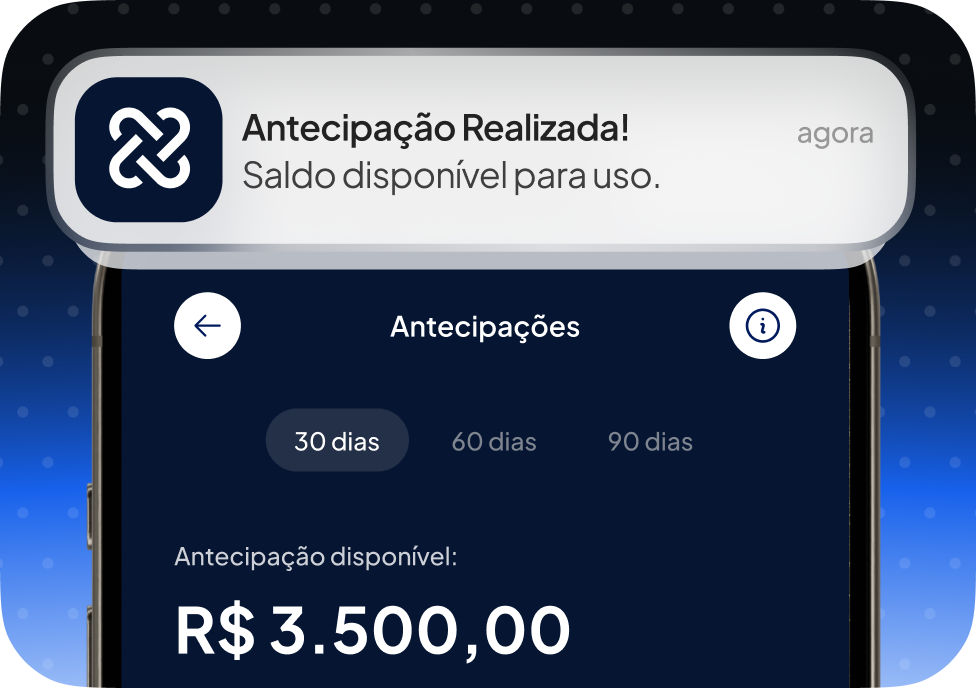 Antecipação Realizada!
agora
Saldo disponível para uso.
Antecipações
30 dias
60 dias
90 dias
Antecipação disponível:
R$ 3.500,00